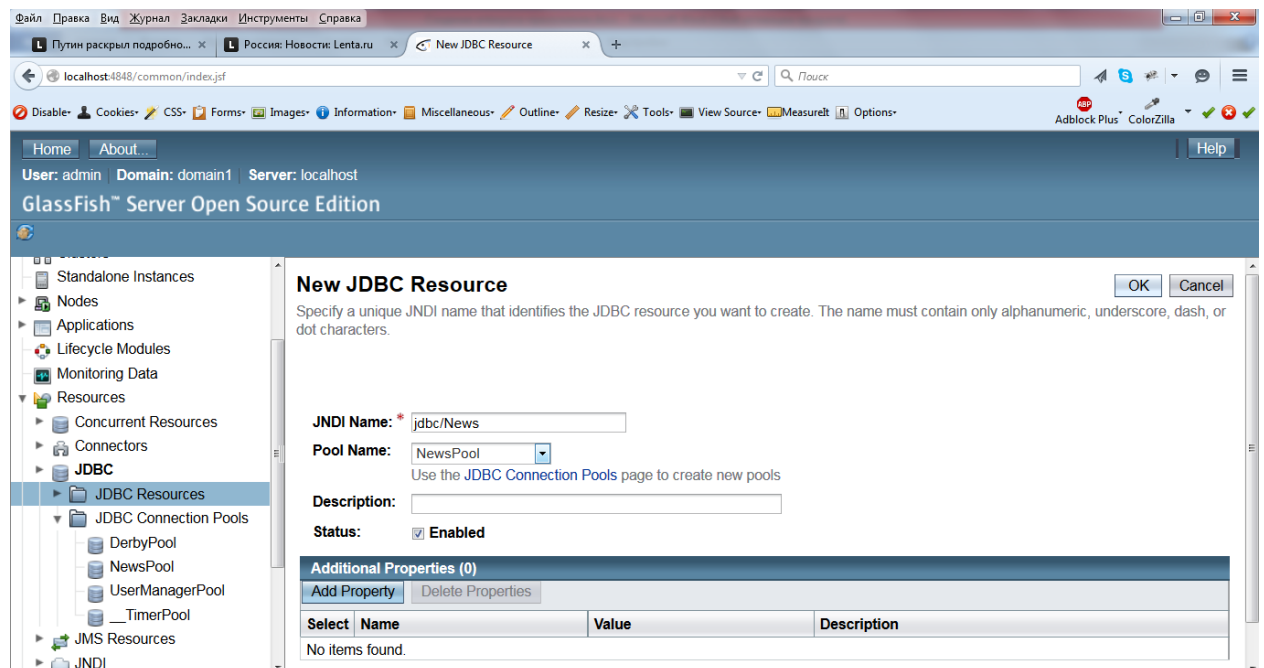 Файл Правка Вид Журнал Закладки Инструменты Справка
L Путин раскрыл подробно... × L Россия: Новости: Lenta.ru × New JDBC Resource × +
localhost:4848/common/index.jsf Поиск
Disable Cookies CSS Forms Images Information Miscellaneous Outline Resize Tools View Source MeasureIt Options ABP Adblock Plus ColorZilla
Home About... Help
User: admin Domain: domain1 Server: localhost
GlassFish™ Server Open Source Edition
Standalone Instances
Nodes
Applications
Lifecycle Modules
Monitoring Data
Resources
Concurrent Resources
Connectors
JDBC
JDBC Resources
JDBC Connection Pools
DerbyPool
NewsPool
UserManagerPool
__TimerPool
JMS Resources
JNDI
New JDBC Resource OK Cancel
Specify a unique JNDI name that identifies the JDBC resource you want to create. The name must contain only alphanumeric, underscore, dash, or
dot characters.
JNDI Name: * jdbc/News
Pool Name: NewsPool
Use the JDBC Connection Pools page to create new pools
Description:
Status: Enabled
Additional Properties (0)
Add Property Delete Properties
Select Name Value Description
No items found.